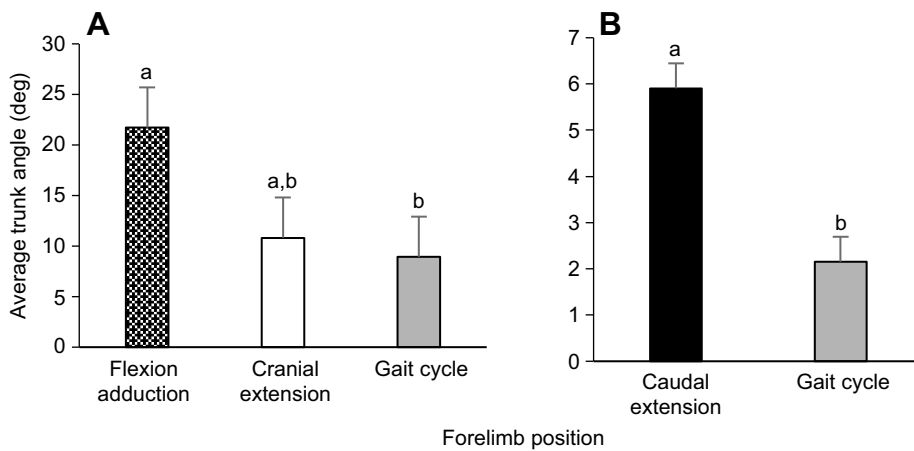 A
Average trunk angle (deg)
30
25
20
15
10
5
0
a
a,b
b
Flexion
adduction
Cranial
extension
Gait cycle
B
7
6
5
4
3
2
1
0
a
b
Caudal
extension
Gait cycle
Forelimb position